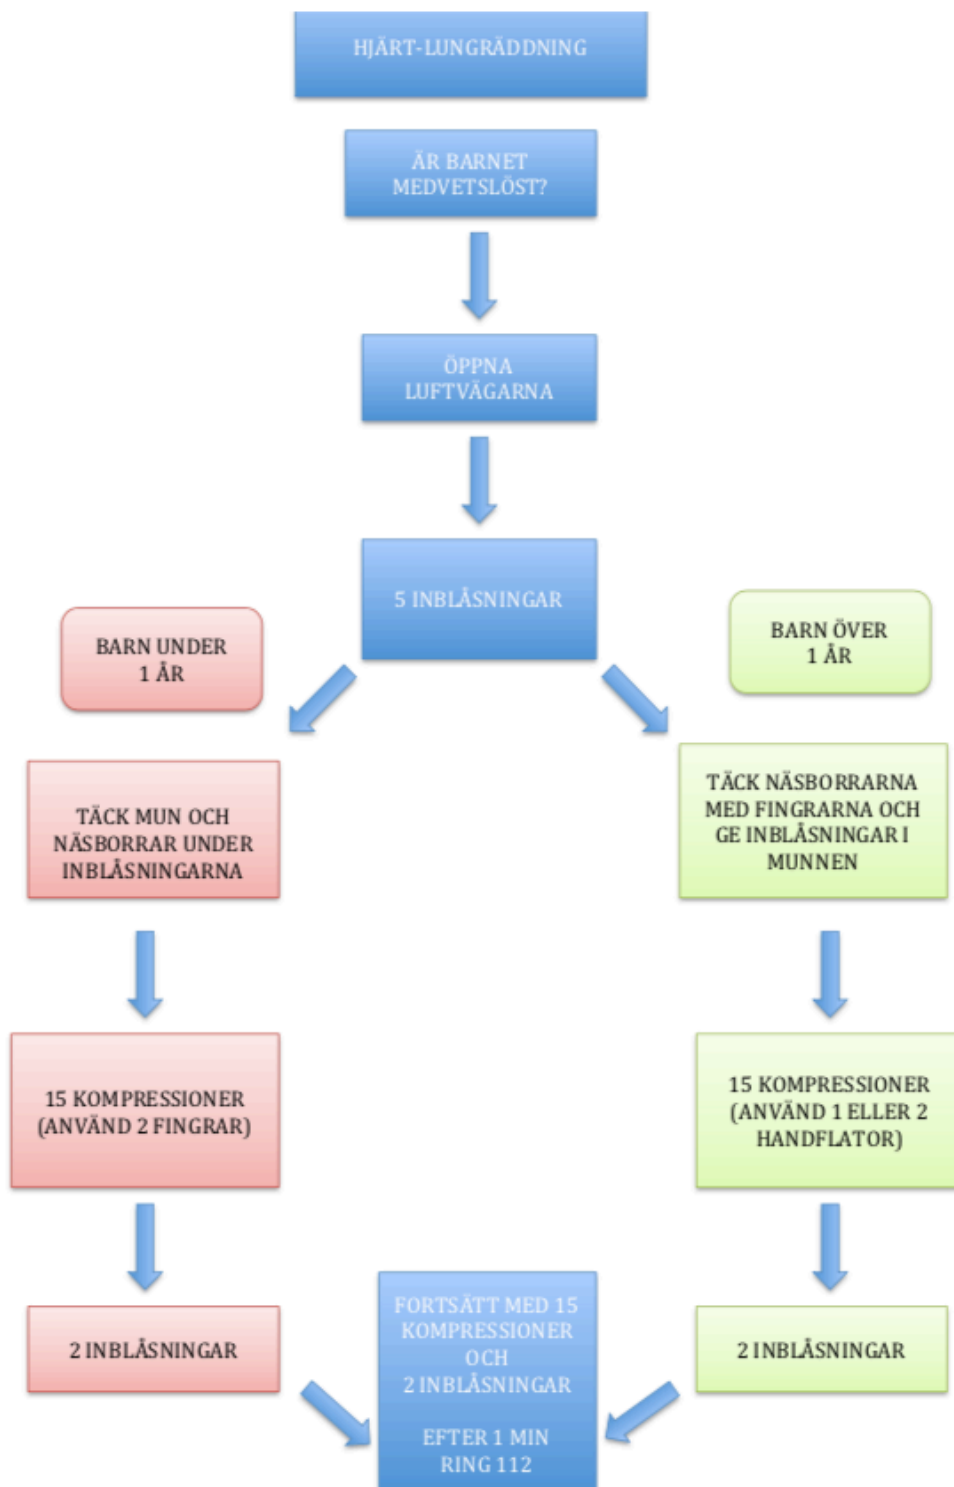 HJÄRT-LUNGRÄDDNING
ÄR BARNET
MEDVETSLÖST?
ÖPPNA
LUFTVÄGARNA
5 INBLÅSNINGAR
BARN UNDER
1 ÅR
BARN ÖVER
1 ÅR
TÄCK MUN OCH
NÄSBORRAR UNDER
INBLÅSNINGARNA
TÄCK NÄSBORRARNA
MED FINGRARNA OCH
GE INBLÅSNINGAR I
MUNNEN
15 KOMPRESSIONER
(ANVÄND 2 FINGRAR)
15 KOMPRESSIONER
(ANVÄND 1 ELLER 2
HANDFLATOR)
2 INBLÅSNINGAR
2 INBLÅSNINGAR
FORTSÄTT MED 15
KOMPRESSIONER
OCH
2 INBLÅSNINGAR
EFTER 1 MIN
RING 112